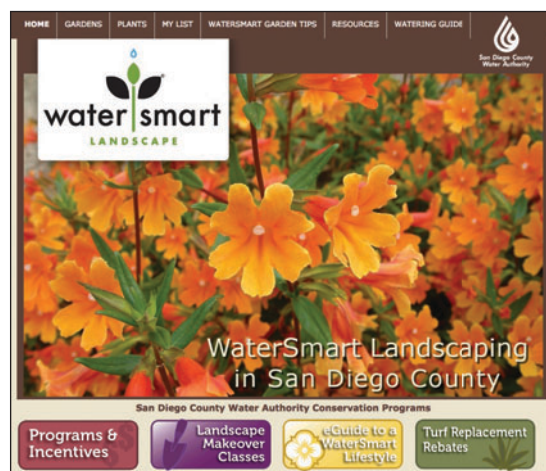 HOME GARDENS PLANTS MY LIST WATERSMART GARDEN TIPS RESOURCES WATERING GUIDE
San Diego County
Water Authority
water smart
LANDSCAPE
WaterSmart Landscaping
in San Diego County
San Diego County Water Authority Conservation Programs
Programs &
Incentives
Landscape
Makeover
Classes
eGuide to a
WaterSmart
Lifestyle
Turf Replacement
Rebates